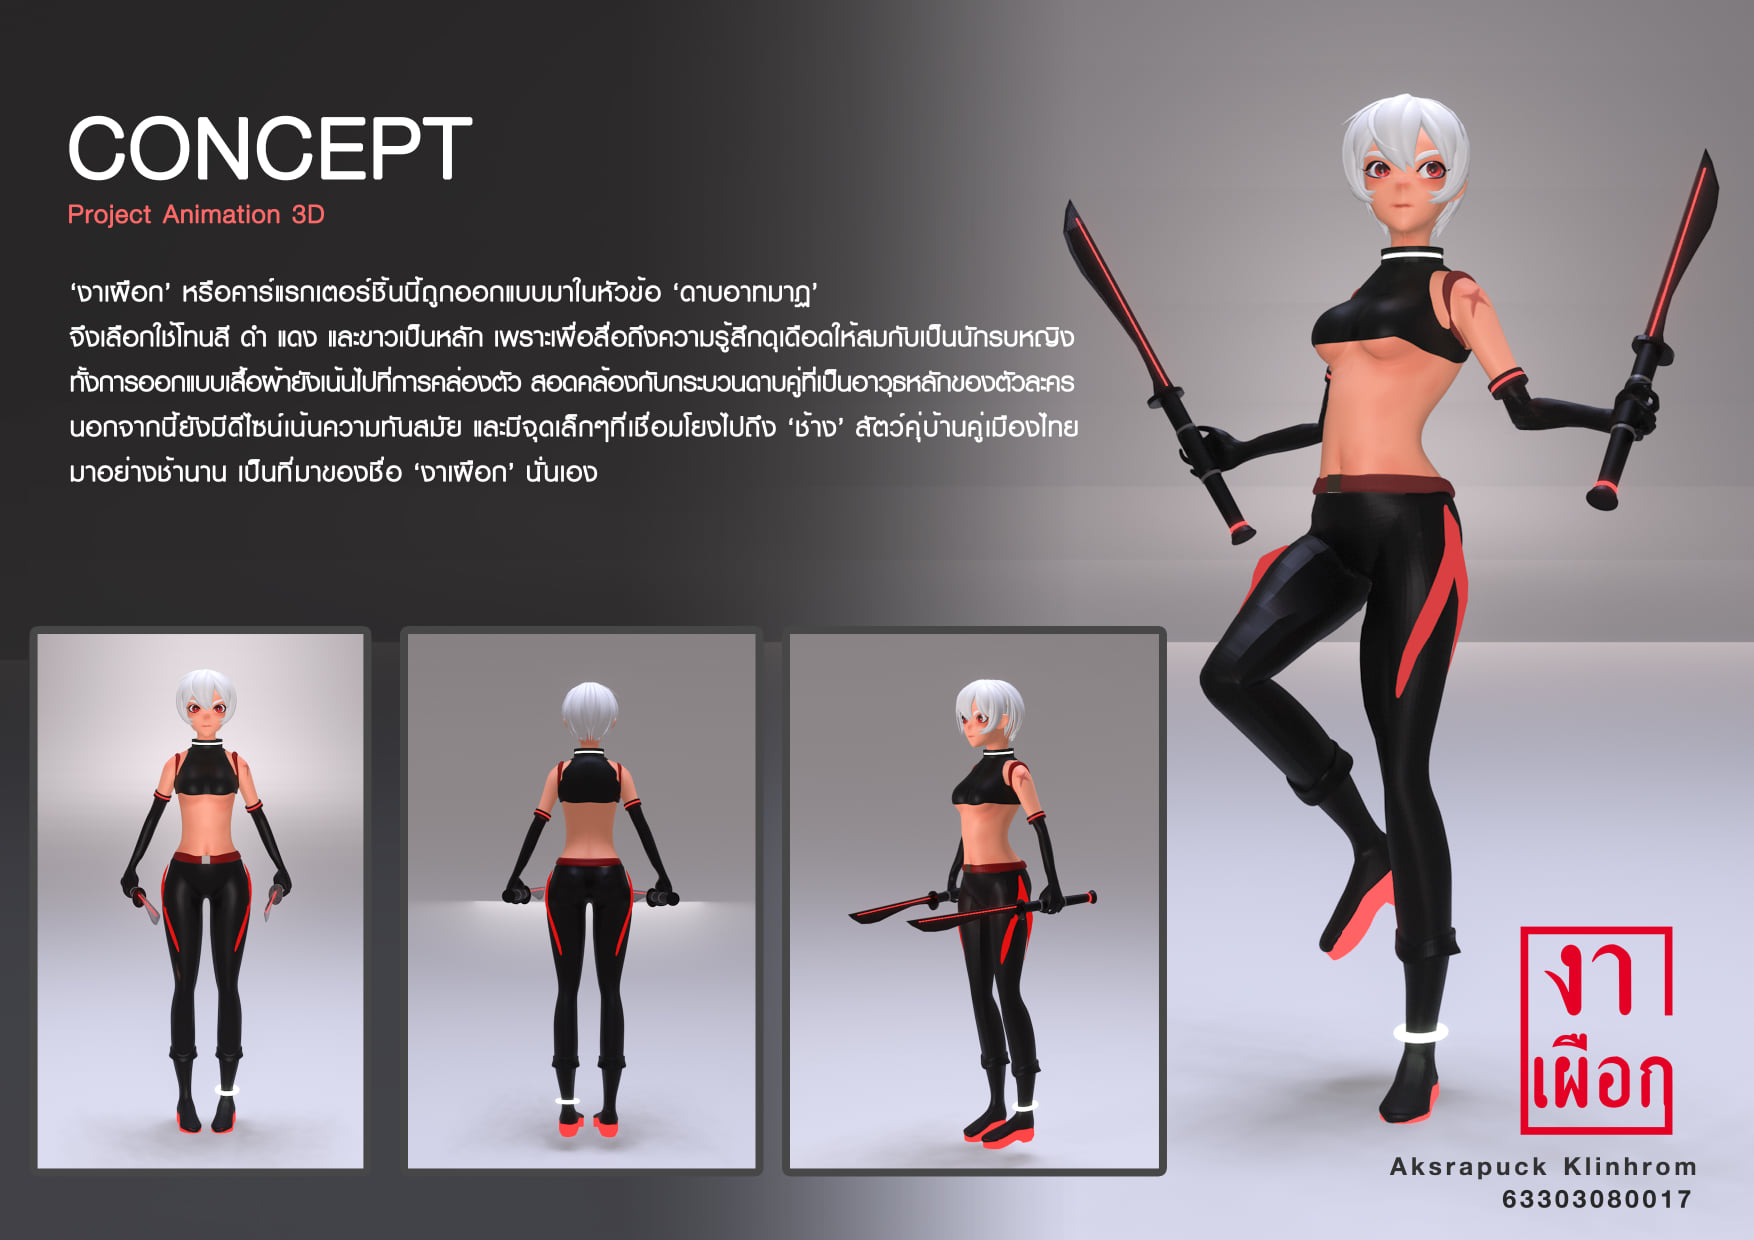 CONCEPT
Project Animation 3D
‘งาเผือก’ หรือคาร์แรกเตอร์ชิ้นนี้ถูกออกแบบมาในหัวข้อ ‘ดาบอาทมาฏ’
จึงเลือกใช้โทนสี ดำ แดง และขาวเป็นหลัก เพราะเพื่อสื่อถึงความรู้สึกดุเดือดให้สมกับเป็นนักรบหญิง
ทั้งการออกแบบเสื้อผ้ายังเน้นไปที่การคล่องตัว สอดคล้องกับกระบวนดาบคู่ที่เป็นอาวุธหลักของตัวละคร
นอกจากนี้ยังมีดีไซน์เน้นความทันสมัย และมีจุดเล็กๆที่เชื่อมโยงไปถึง ‘ช้าง’ สัตว์คุ่บ้านคู่เมืองไทย
มาอย่างช้านาน เป็นที่มาของชื่อ ‘งาเผือก’ นั่นเอง
งา
เผือก
Aksrapuck Klinhrom
63303080017